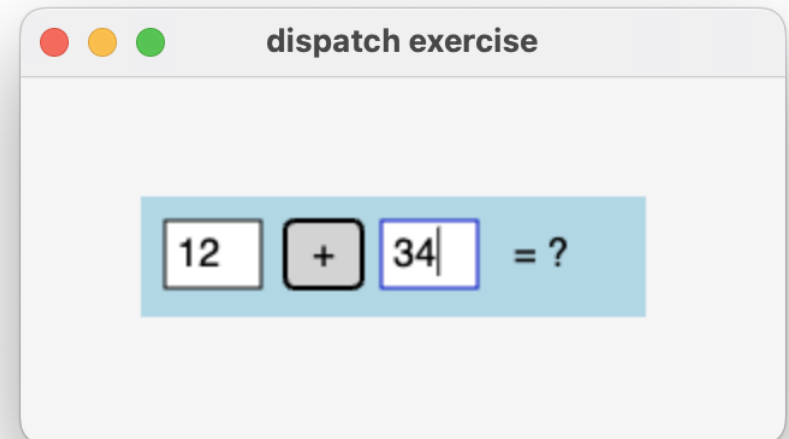 dispatch exercise
12 + 34 = ?